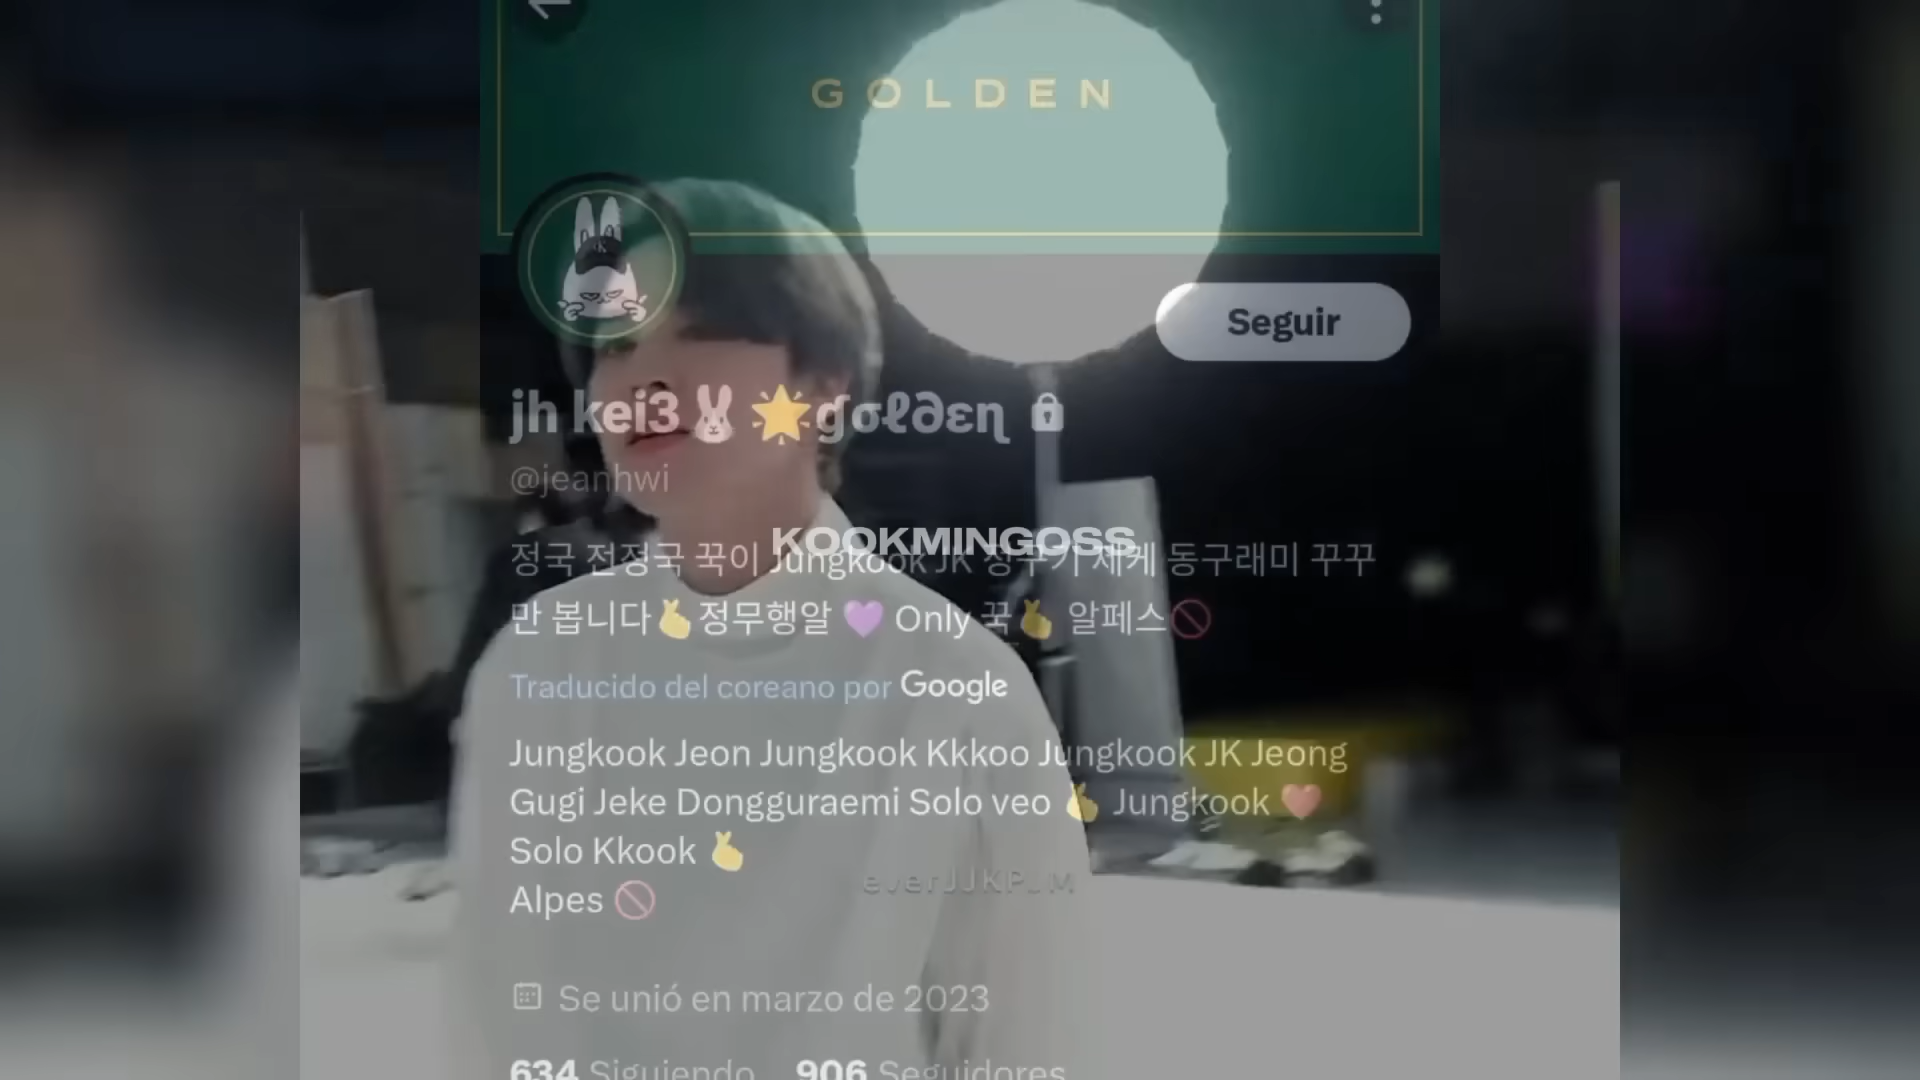 GOLDEN
Seguir
jh kei3🐰 🌟ɠσℓ∂εɳ 🔒
@jeanhwi
KOOKMINGOSS
정국 전정국 꾹이 Jungkook JK 정구기 재케 동구래미 꾸꾸
만 봅니다🫰정무행알 💜 Only 꾹🫰 알페스🚫
Traducido del coreano por Google
Jungkook Jeon Jungkook Kkkoo Jungkook JK Jeong
Gugi Jeke Dongguraemi Solo veo 🫰 Jungkook ❤️
Solo Kkook 🫰
everJJKPJM
Alpes 🚫
Se unió en marzo de 2023
634 Siguiendo 906 Seguidores